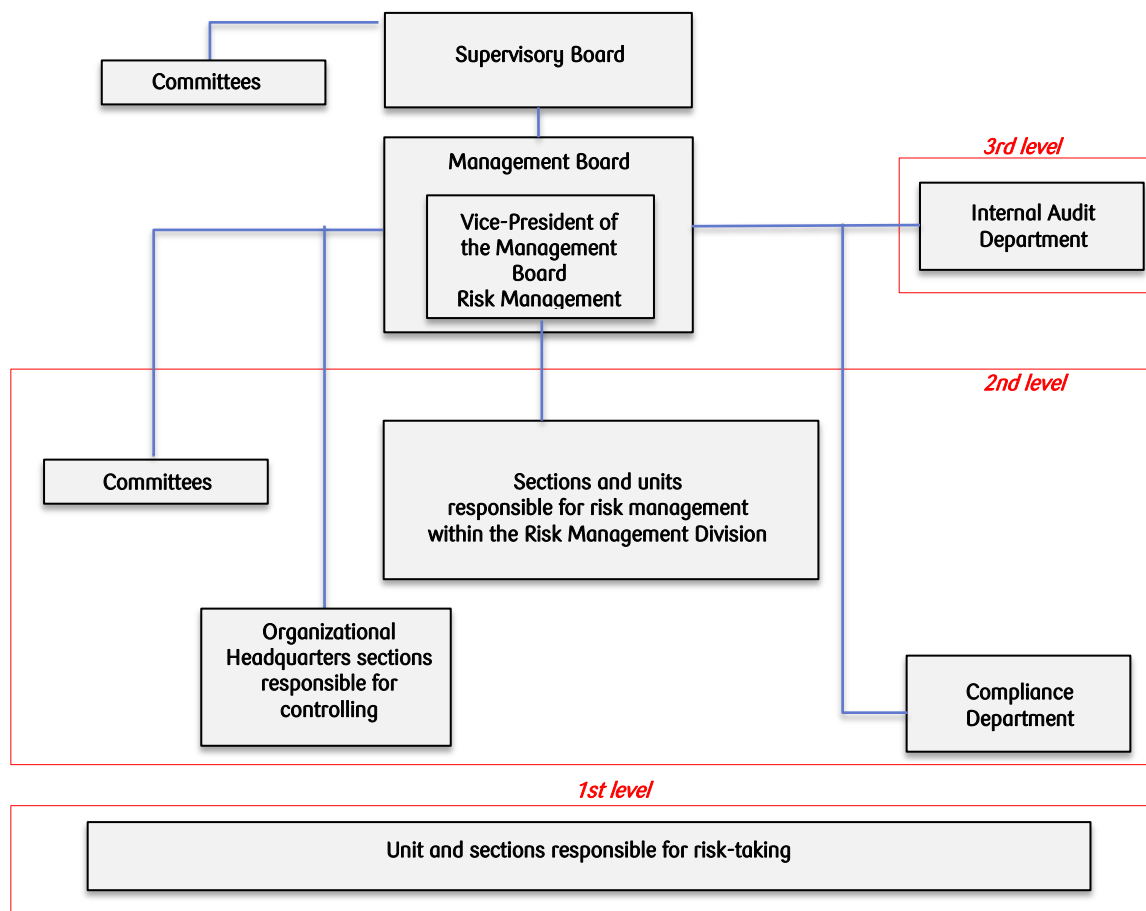 Supervisory Board
Committees
Management Board
3rd level
Vice-President of
the Management
Board
Risk Management
Internal Audit
Department
2nd level
Committees
Sections and units
responsible for risk management
within the Risk Management Division
Organizational
Headquarters sections
responsible for
controlling
Compliance
Department
1st level
Unit and sections responsible for risk-taking